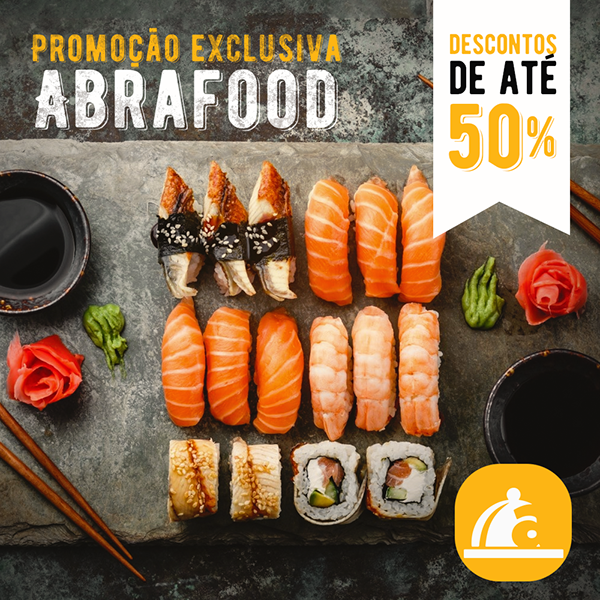 PROMOÇÃO EXCLUSIVA
ABRAFOOD
DESCONTOS
DE ATÉ
50%
a.